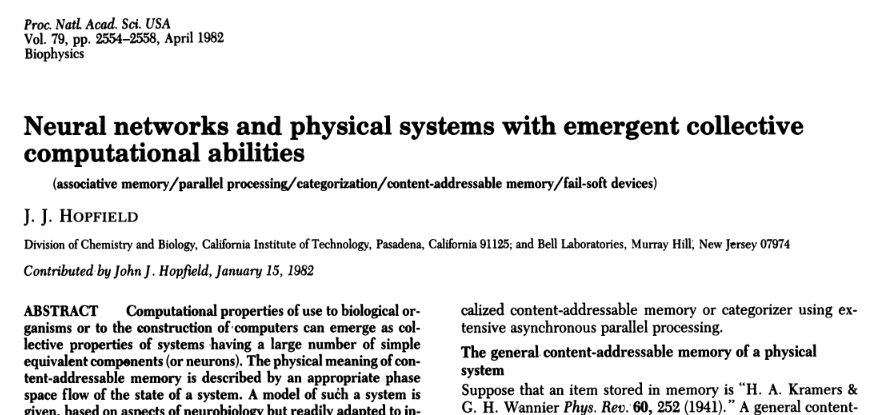 Proc. Natl. Acad. Sci. USA
Vol. 79, pp. 2554–2558, April 1982
Biophysics
Neural networks and physical systems with emergent collective
computational abilities
(associative memory/parallel processing/categorization/content-addressable memory/fail-soft devices)
J. J. HOPFIELD
Division of Chemistry and Biology, California Institute of Technology, Pasadena, California 91125; and Bell Laboratories, Murray Hill, New Jersey 07974
Contributed by John J. Hopfield, January 15, 1982
ABSTRACT Computational properties of use to biological or-
ganisms or to the construction of computers can emerge as col-
lective properties of systems having a large number of simple
equivalent components (or neurons). The physical meaning of con-
tent-addressable memory is described by an appropriate phase
space flow of the state of a system. A model of such a system is
given, based on aspects of neurobiology but readily adapted to in-
calized content-addressable memory or categorizer using ex-
tensive asynchronous parallel processing.
The general content-addressable memory of a physical
system
Suppose that an item stored in memory is "H. A. Kramers &
G. H. Wannier Phys. Rev. 60, 252 (1941)." A general content-